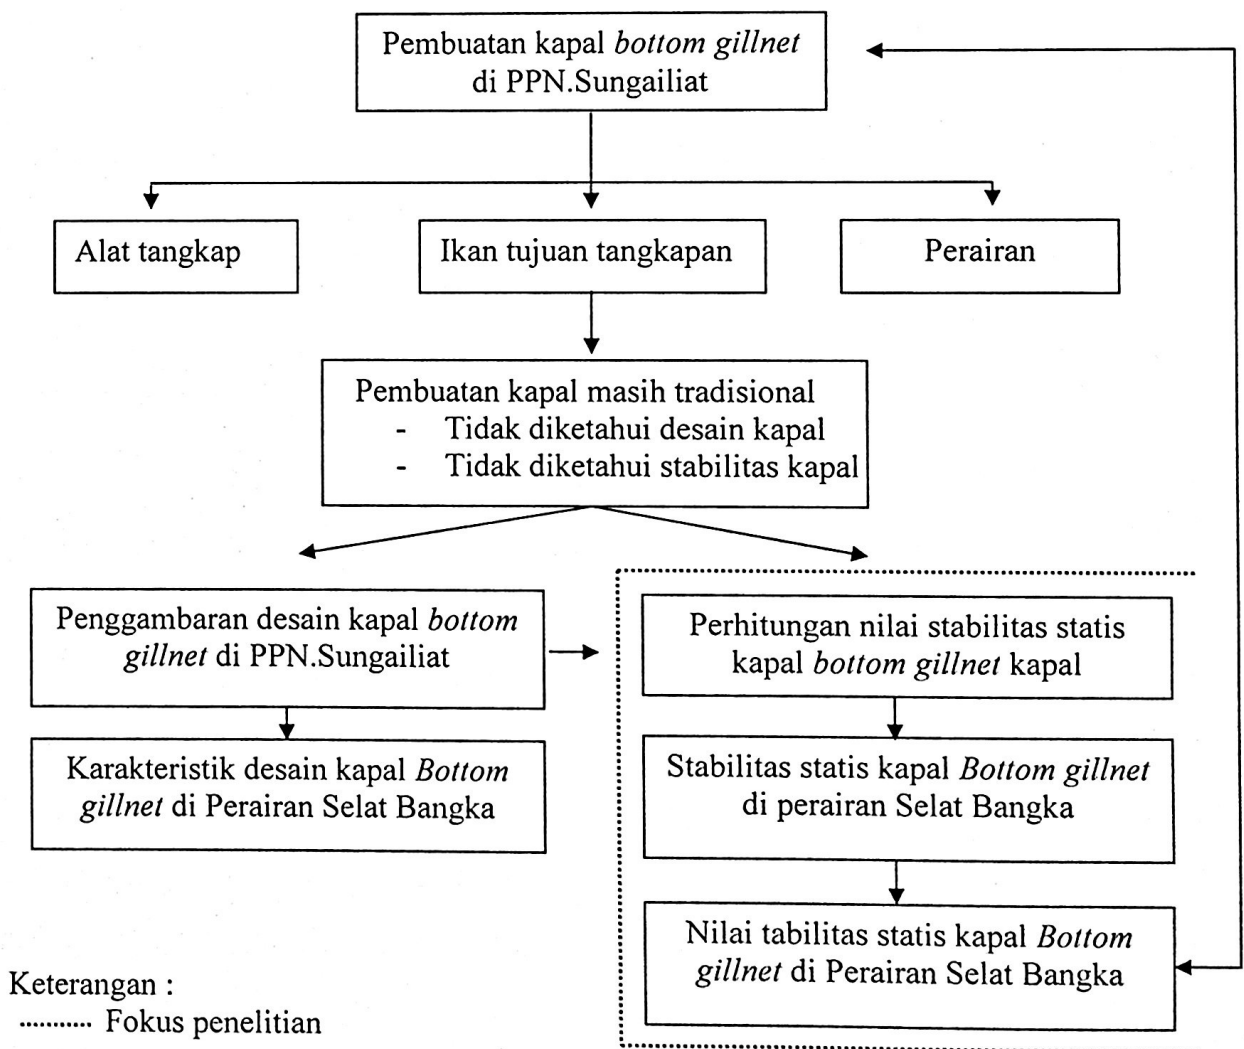 Pembuatan kapal bottom gillnet
di PPN.Sungailiat
Alat tangkap
Ikan tujuan tangkapan
Perairan
Pembuatan kapal masih tradisional
- Tidak diketahui desain kapal
- Tidak diketahui stabilitas kapal
Penggambaran desain kapal bottom
gillnet di PPN.Sungailiat
Perhitungan nilai stabilitas statis
kapal bottom gillnet kapal
Karakteristik desain kapal Bottom
gillnet di Perairan Selat Bangka
Stabilitas statis kapal Bottom gillnet
di perairan Selat Bangka
Nilai tabilitas statis kapal Bottom
gillnet di Perairan Selat Bangka
Keterangan :
........... Fokus penelitian